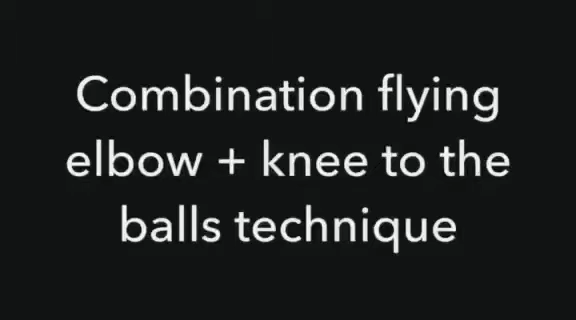 Combination flying
elbow + knee to the
balls technique